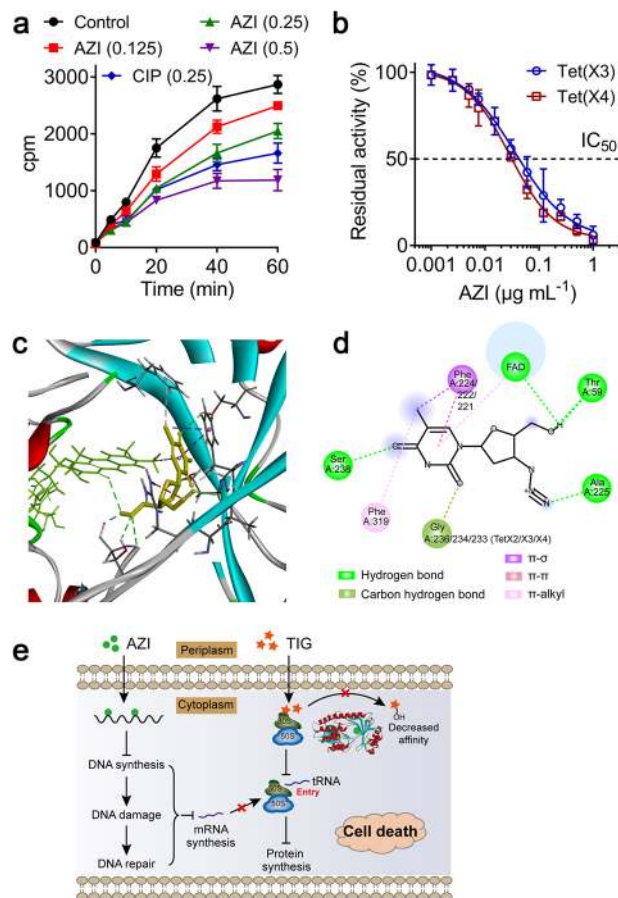 a
Control
AZI (0.25)
AZI (0.125)
AZI (0.5)
CIP (0.25)
3000
2000
1000
0
cpm
0
20
40
60
Time (min)
b
Tet(X3)
Tet(X4)
100
50
0
Residual activity (%)
IC50
0.001
0.01
0.1
1
AZI (µg mL⁻¹)
c
d
Phe
A:224/
222/
221
FAD
Thr
A:59
Ser
A:238
Ala
A:225
Phe
A:319
Gly
A:236/234/233 (TetX2/X3/X4)
O
O
O
N
NH
H
N
N⁺
N
Hydrogen bond
Carbon hydrogen bond
π-σ
π-π
π-alkyl
e
AZI
Periplasm
TIG
Cytoplasm
50S
OH
Decreased
affinity
DNA synthesis
tRNA
Entry
50S
DNA damage
mRNA
synthesis
Cell death
DNA repair
Protein
synthesis